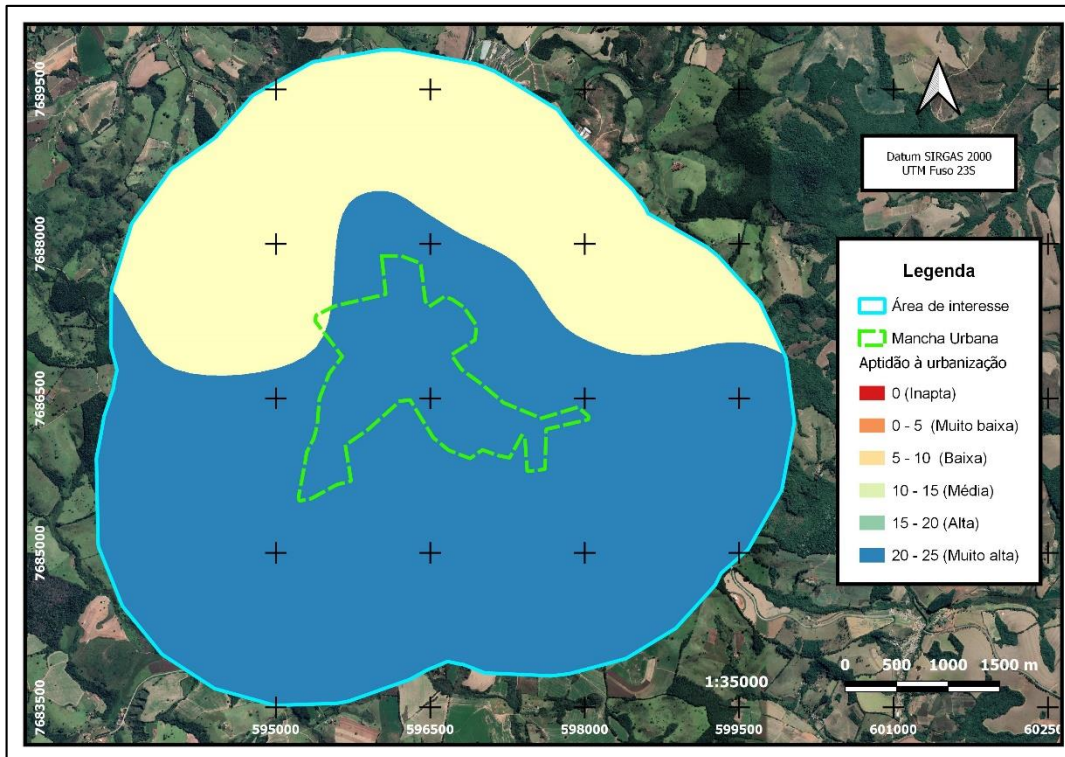 Datum SIRGAS 2000
UTM Fuso 23S
Legenda
Área de interesse
Mancha Urbana
Aptidão à urbanização
0 (Inapta)
0 - 5 (Muito baixa)
5 - 10 (Baixa)
10 - 15 (Média)
15 - 20 (Alta)
20 - 25 (Muito alta)
7689500
7688000
7686500
7685000
7683500
0 500 1000 1500 m
1:35000
595000 596500 598000 599500 601000 60250